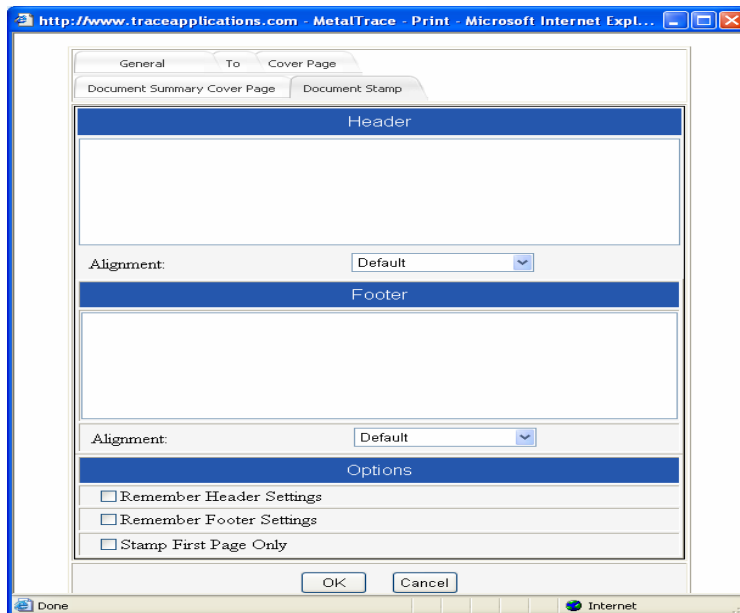 http://www.traceapplications.com - MetalTrace - Print - Microsoft Internet Expl...
General To Cover Page
Document Summary Cover Page Document Stamp
Header
Alignment: Default
Footer
Alignment: Default
Options
Remember Header Settings
Remember Footer Settings
Stamp First Page Only
OK Cancel
Done Internet